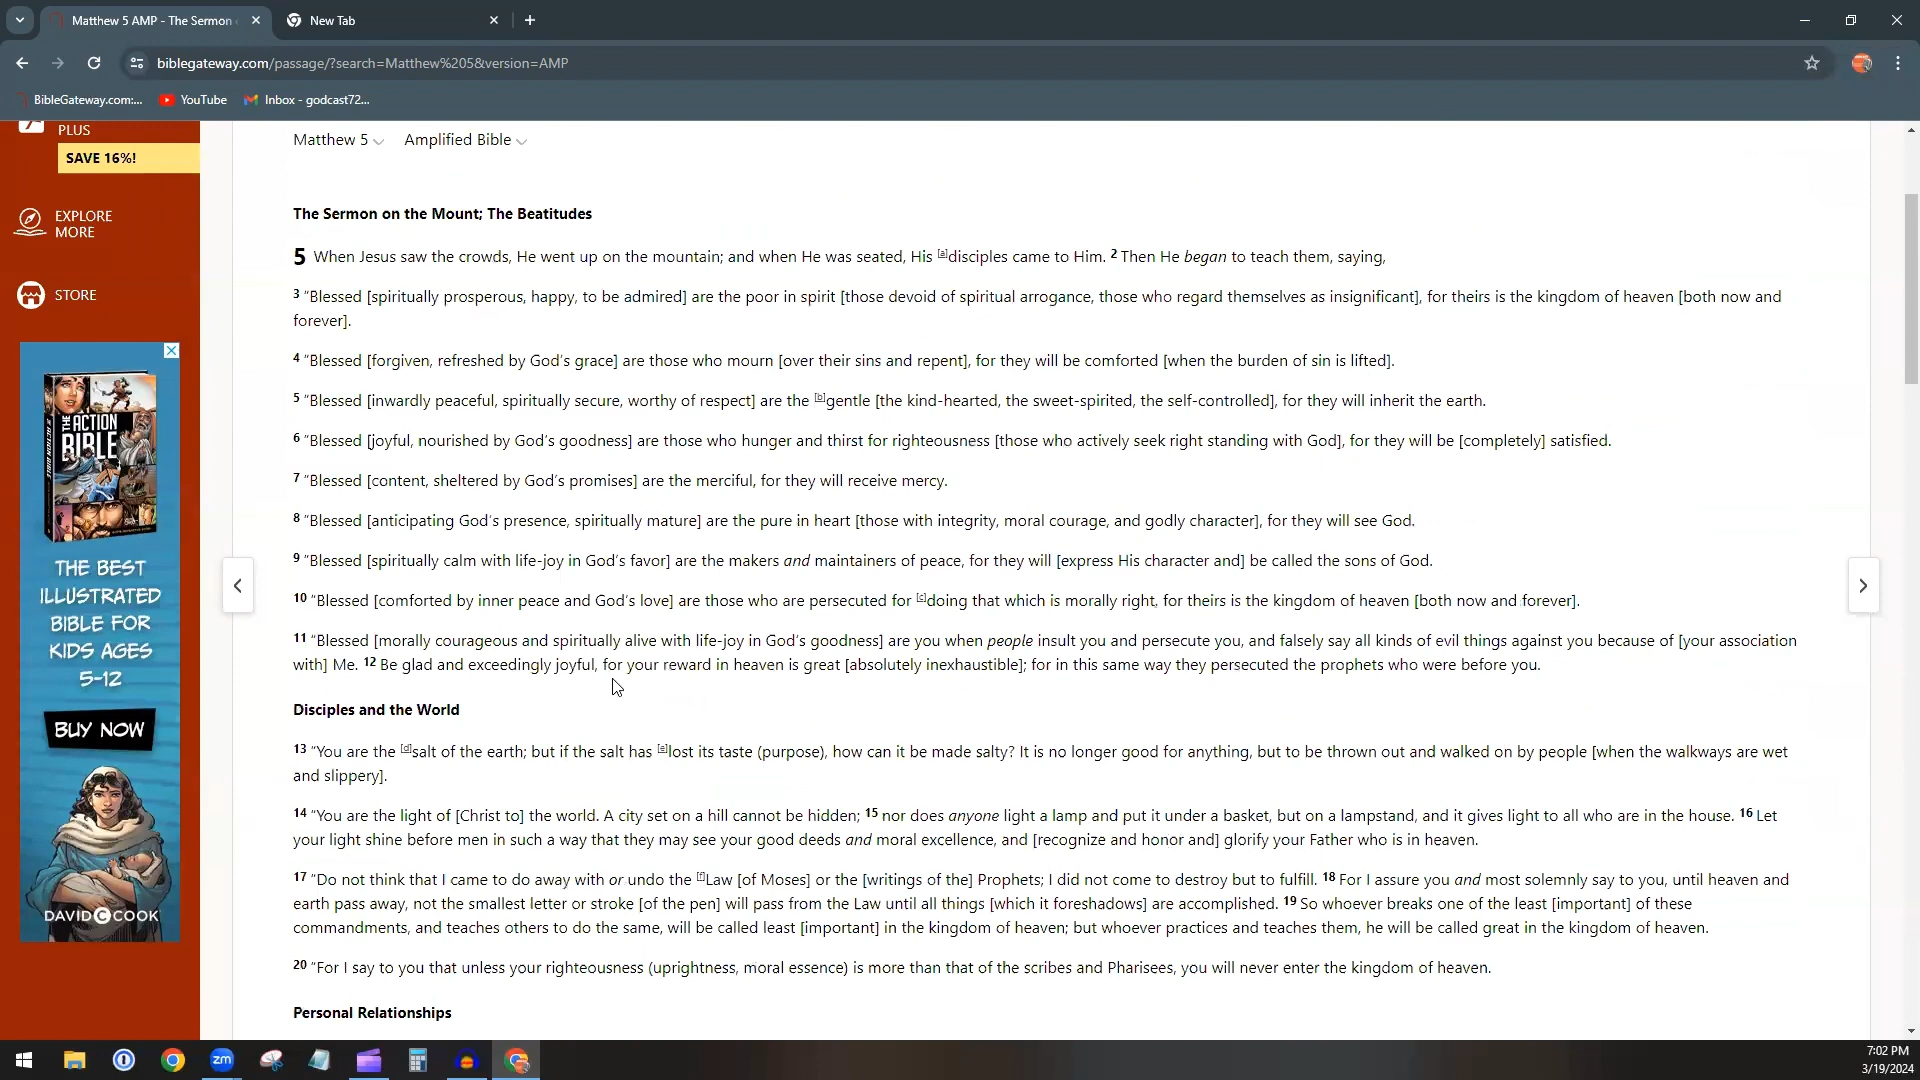 Matthew 5 AMP - The Sermon
New Tab
biblegateway.com/passage/?search=Matthew%205&version=AMP
BibleGateway.com:...
YouTube
Inbox - godcast72...
PLUS
SAVE 16%!
EXPLORE
MORE
STORE
THE ACTION BIBLE
THE BEST
ILLUSTRATED
BIBLE FOR
KIDS AGES
5-12
BUY NOW
DAVID C COOK
Matthew 5
Amplified Bible
The Sermon on the Mount; The Beatitudes
5 When Jesus saw the crowds, He went up on the mountain; and when He was seated, His [a]disciples came to Him. 2 Then He began to teach them, saying,
3 “Blessed [spiritually prosperous, happy, to be admired] are the poor in spirit [those devoid of spiritual arrogance, those who regard themselves as insignificant], for theirs is the kingdom of heaven [both now and
forever].
4 “Blessed [forgiven, refreshed by God’s grace] are those who mourn [over their sins and repent], for they will be comforted [when the burden of sin is lifted].
5 “Blessed [inwardly peaceful, spiritually secure, worthy of respect] are the [b]gentle [the kind-hearted, the sweet-spirited, the self-controlled], for they will inherit the earth.
6 “Blessed [joyful, nourished by God’s goodness] are those who hunger and thirst for righteousness [those who actively seek right standing with God], for they will be [completely] satisfied.
7 “Blessed [content, sheltered by God’s promises] are the merciful, for they will receive mercy.
8 “Blessed [anticipating God’s presence, spiritually mature] are the pure in heart [those with integrity, moral courage, and godly character], for they will see God.
9 “Blessed [spiritually calm with life-joy in God’s favor] are the makers and maintainers of peace, for they will [express His character and] be called the sons of God.
10 “Blessed [comforted by inner peace and God’s love] are those who are persecuted for [c]doing that which is morally right, for theirs is the kingdom of heaven [both now and forever].
11 “Blessed [morally courageous and spiritually alive with life-joy in God’s goodness] are you when people insult you and persecute you, and falsely say all kinds of evil things against you because of [your association
with] Me. 12 Be glad and exceedingly joyful, for your reward in heaven is great [absolutely inexhaustible]; for in this same way they persecuted the prophets who were before you.
Disciples and the World
13 “You are the [d]salt of the earth; but if the salt has [e]lost its taste (purpose), how can it be made salty? It is no longer good for anything, but to be thrown out and walked on by people [when the walkways are wet
and slippery].
14 “You are the light of [Christ to] the world. A city set on a hill cannot be hidden; 15 nor does anyone light a lamp and put it under a basket, but on a lampstand, and it gives light to all who are in the house. 16 Let
your light shine before men in such a way that they may see your good deeds and moral excellence, and [recognize and honor and] glorify your Father who is in heaven.
17 “Do not think that I came to do away with or undo the [f]Law [of Moses] or the [writings of the] Prophets; I did not come to destroy but to fulfill. 18 For I assure you and most solemnly say to you, until heaven and
earth pass away, not the smallest letter or stroke [of the pen] will pass from the Law until all things [which it foreshadows] are accomplished. 19 So whoever breaks one of the least [important] of these
commandments, and teaches others to do the same, will be called least [important] in the kingdom of heaven; but whoever practices and teaches them, he will be called great in the kingdom of heaven.
20 “For I say to you that unless your righteousness (uprightness, moral essence) is more than that of the scribes and Pharisees, you will never enter the kingdom of heaven.
Personal Relationships
zm
7:02 PM
3/19/2024